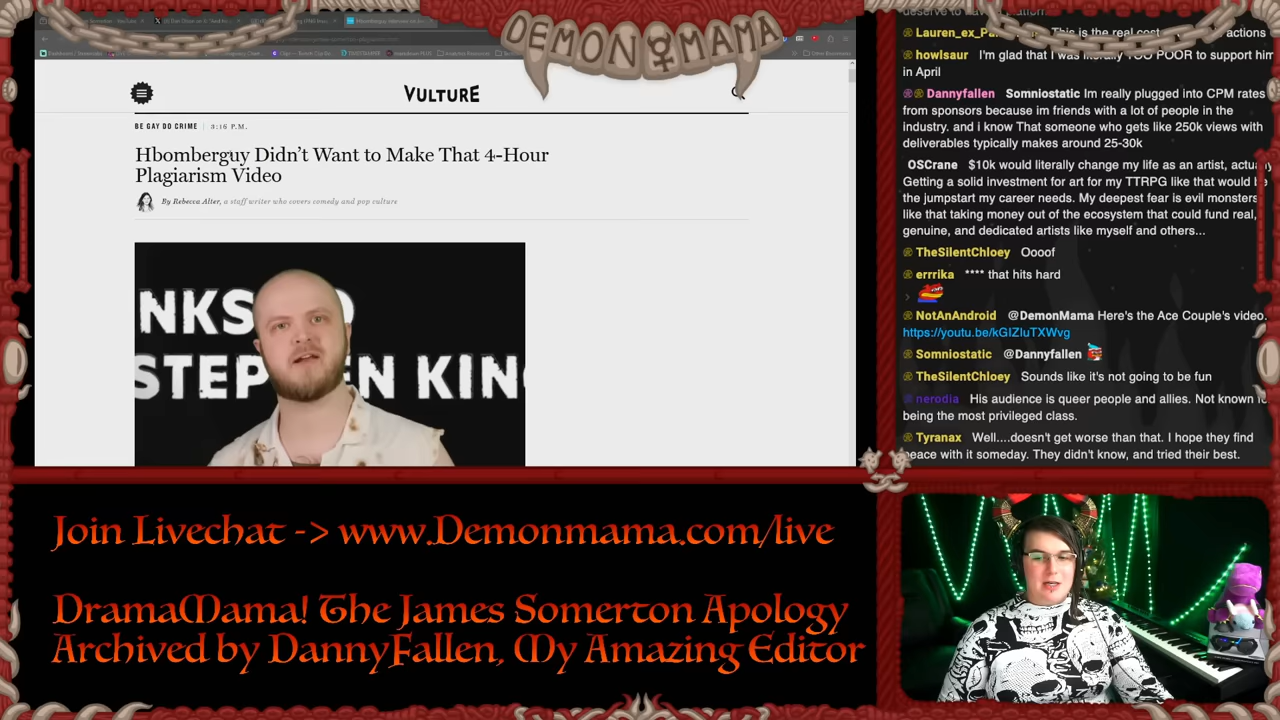 DEMON MAMA
VULTURE
BE GAY DO CRIME | 3:16 P.M.
Hbomberguy Didn’t Want to Make That 4-Hour
Plagiarism Video
By Rebecca Alter, a staff writer who covers comedy and pop culture
NKS
STEPHEN KIN
This is the real
actions
howlsaur I'm glad that I was literally TOO POOR to support him
in April
Dannyfallen Somniostatic Im really plugged into CPM rates
from sponsors because im friends with a lot of people in the
industry. and i know That someone who gets like 250k views with
deliverables typically makes around 25-30k
OSCrane $10k would literally change my life as an artist,
Getting a solid investment for art for my TTRPG like that would be
the jumpstart my career needs. My deepest fear is evil monsters
like that taking money out of the ecosystem that could fund real,
genuine, and dedicated artists like myself and others...
TheSilentChloey Oooof
errrika **** that hits hard
NotAnAndroid @DemonMama Here's the Ace Couple's video.
https://youtu.be/kGIZIuTXWvg
Somniostatic @Dannyfallen
TheSilentChloey Sounds like it's not going to be fun
nerodia His audience is queer people and allies. Not known
being the most privileged class.
Tyranax Well....doesn't get worse than that. I hope they find
peace with it someday. They didn't know, and tried their best.
Join Livechat -> www.Demonmama.com/live
DramaMama! The James Somerton Apology
Archived by DannyFallen, My Amazing Editor